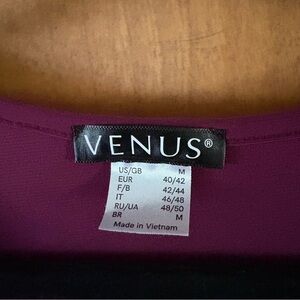 VENUS®
US/GB M
EUR 40/42
F/B 42/44
IT 46/48
RU/UA 48/50
BR M
Made in Vietnam